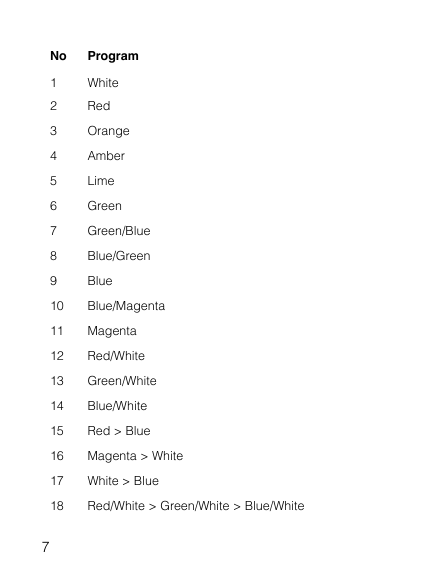 No Program
1 White
2 Red
3 Orange
4 Amber
5 Lime
6 Green
7 Green/Blue
8 Blue/Green
9 Blue
10 Blue/Magenta
11 Magenta
12 Red/White
13 Green/White
14 Blue/White
15 Red > Blue
16 Magenta > White
17 White > Blue
18 Red/White > Green/White > Blue/White
7